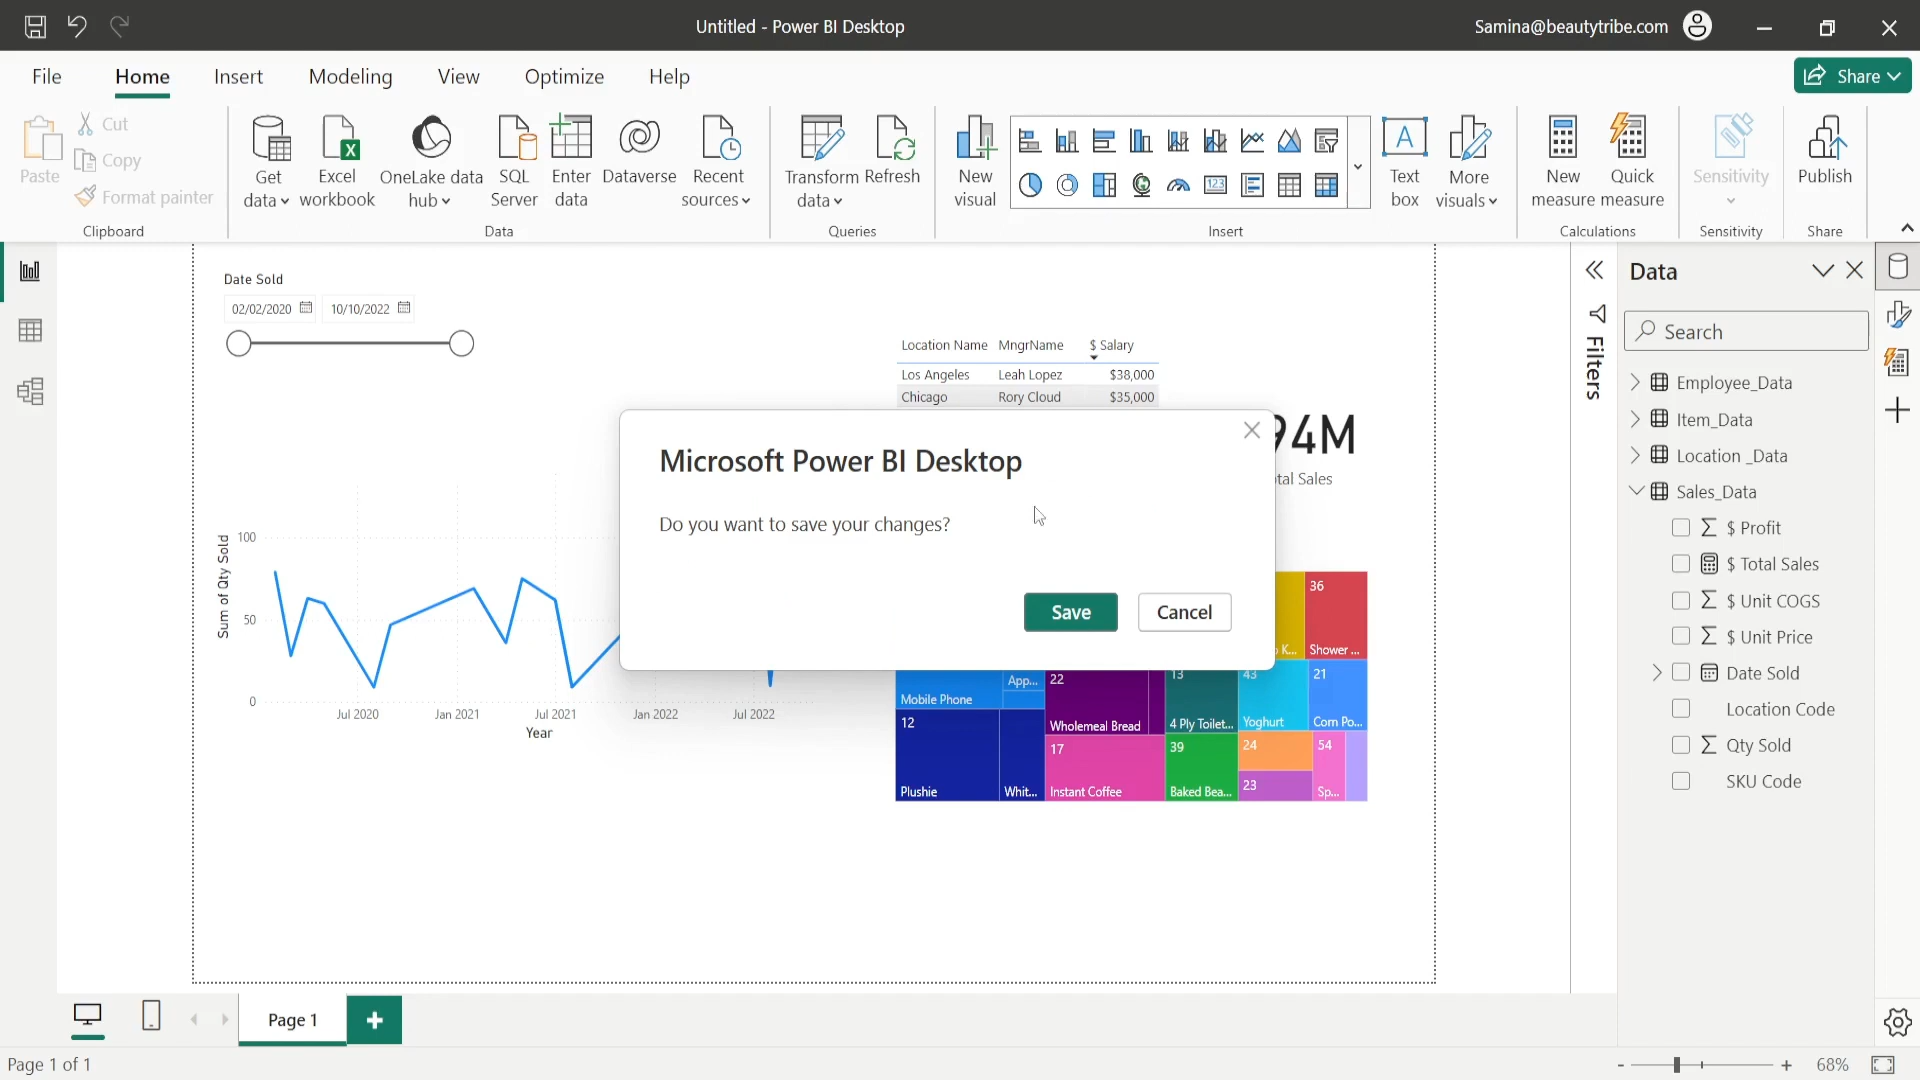 Untitled - Power BI Desktop
Samina@beautytribe.com
File Home Insert Modeling View Optimize Help
Share
Paste
Cut
Copy
Format painter
Clipboard
Get data
Excel workbook
OneLake data hub
SQL Server
Enter data
Dataverse
Recent sources
Data
Transform data
Refresh
Queries
New visual
123
A
Text box
More visuals
Insert
New measure
Quick measure
Calculations
Sensitivity
Sensitivity
Publish
Share
Date Sold
02/02/2020 10/10/2022
Location Name MngrName $ Salary
Los Angeles Leah Lopez $38,000
Chicago Rory Cloud $35,000
94M
Sales
Microsoft Power BI Desktop
Do you want to save your changes?
Save Cancel
Sum of Qty Sold
100
50
0
Jul 2020 Jan 2021 Jul 2021 Jan 2022 Jul 2022
Year
36
K... Shower ...
Mobile Phone
App...
22
Wholemeal Bread
13
4 Ply Toilet...
43
Yoghurt
21
Corn Po...
12
Plushie
Whit...
17
Instant Coffee
39
Baked Bea...
24
23
54
Sp...
Filters
Data
Search
Employee_Data
Item_Data
Location _Data
Sales_Data
$ Profit
$ Total Sales
$ Unit COGS
$ Unit Price
Date Sold
Location Code
Qty Sold
SKU Code
Page 1
+
Page 1 of 1
- + 68%